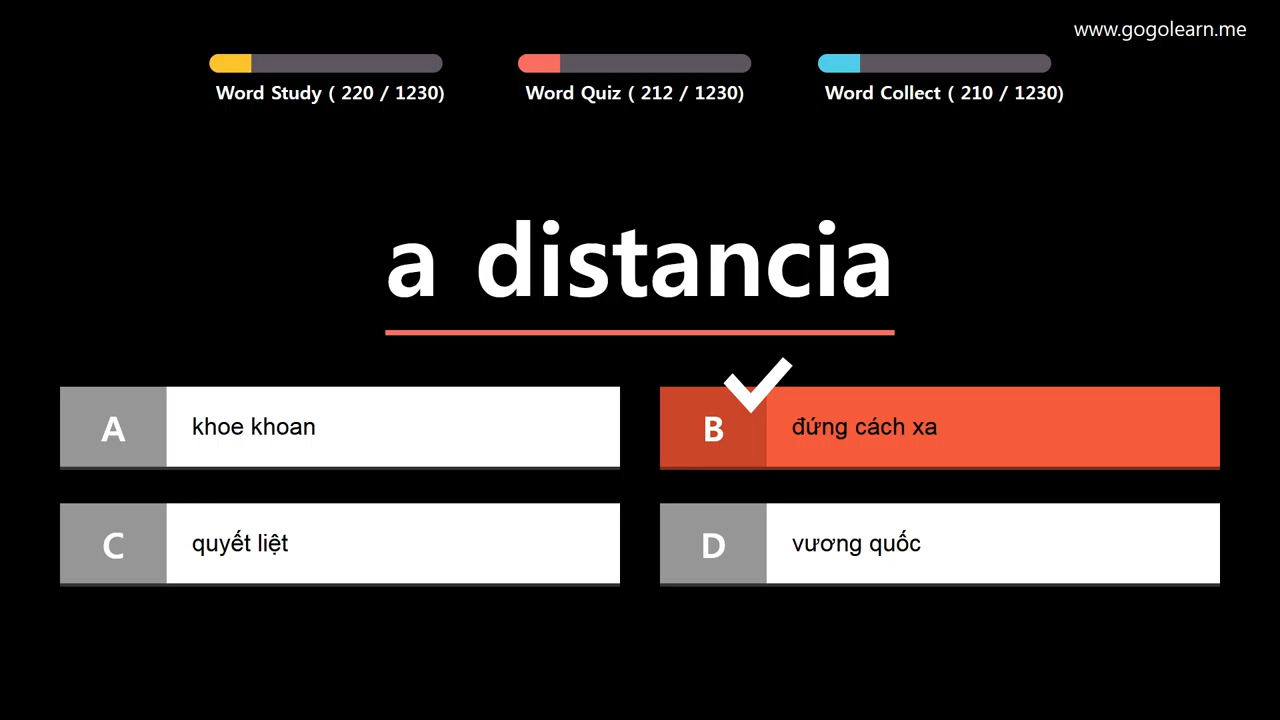 www.gogolearn.me
Word Study ( 220 / 1230)
Word Quiz ( 212 / 1230)
Word Collect ( 210 / 1230)
a distancia
A
khoe khoan
B
đứng cách xa
C
quyết liệt
D
vương quốc